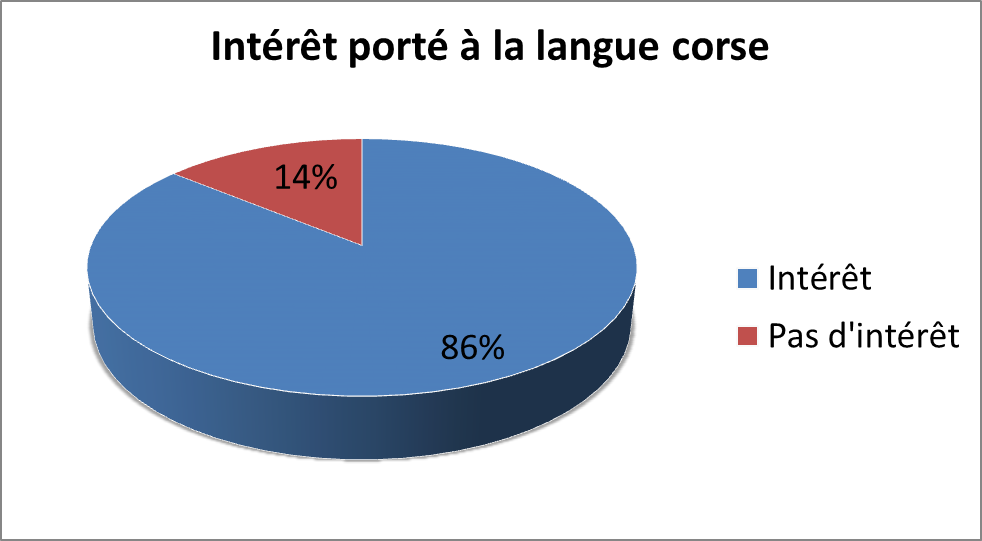 Intérêt porté à la langue corse
14%
86%
Intérêt
Pas d'intérêt